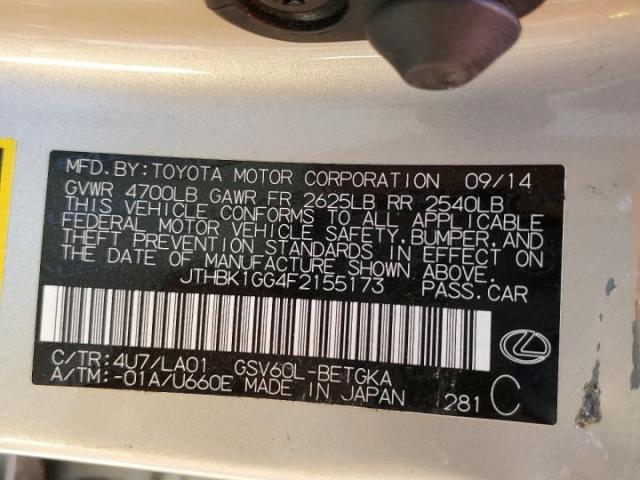 MFD. BY: TOYOTA MOTOR CORPORATION 09/14
GVWR 4700LB GAWR FR 2625LB RR 2540LB
THIS VEHICLE CONFORMS TO ALL APPLICABLE
FEDERAL MOTOR VEHICLE SAFETY, BUMPER, AND
THEFT PREVENTION STANDARDS IN EFFECT ON
THE DATE OF MANUFACTURE SHOWN ABOVE.
JTHBK1GG4F2155173 PASS. CAR
C/TR: 4U7/LA01 GSV60L-BETGKA
A/TM: -01A/U660E MADE IN JAPAN 281 C